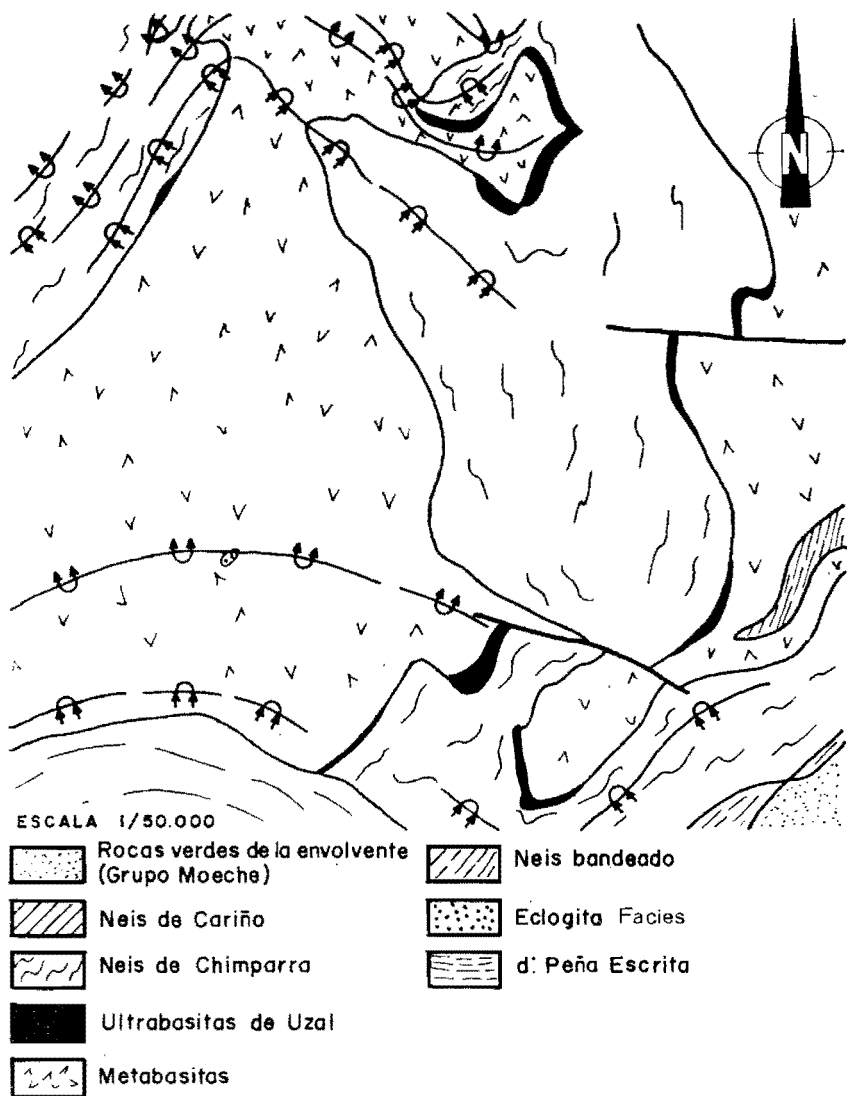 N
ESCALA 1/50.000
Rocas verdes de la envolvente
(Grupo Moeche)
Neis de Cariño
Neis de Chimparra
Ultrabasitas de Uzal
Metabasitas
Neis bandeado
Eclogita Facies
d: Peña Escrita